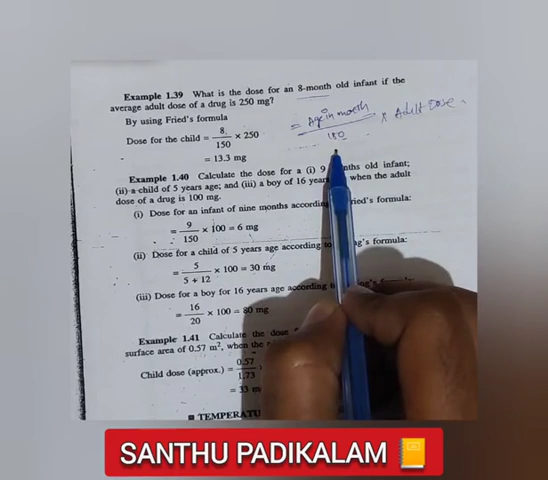 Example 1.39 What is the dose for an 8-month old infant if the
average adult dose of a drug is 250 mg?
By using Fried's formula
Dose for the child = 8/150 × 250
= 13.3 mg
= Age in month / 150 × Adult Dose
Example 1.40 Calculate the dose for a (i) 9 nths old infant;
(ii) a child of 5 years age; and (iii) a boy of 16 year when the adult
dose of a drug is 100 mg.
(i) Dose for an infant of nine months accordin ried's formula:
= 9/150 × 100 = 6 mg
(ii) Dose for a child of 5 years age according to g's formula:
= 5/5 + 12 × 100 = 30 mg
(iii) Dose for a boy for 16 year age according
= 16/20 × 100 = 80 mg
Example 1.41 Calculate the dose
surface area of 0.57 m², when the
Child dose (approx.) = 0.57/1.73
= 33 m
■ TEMPERATU
SANTHU PADIKALAM 📒